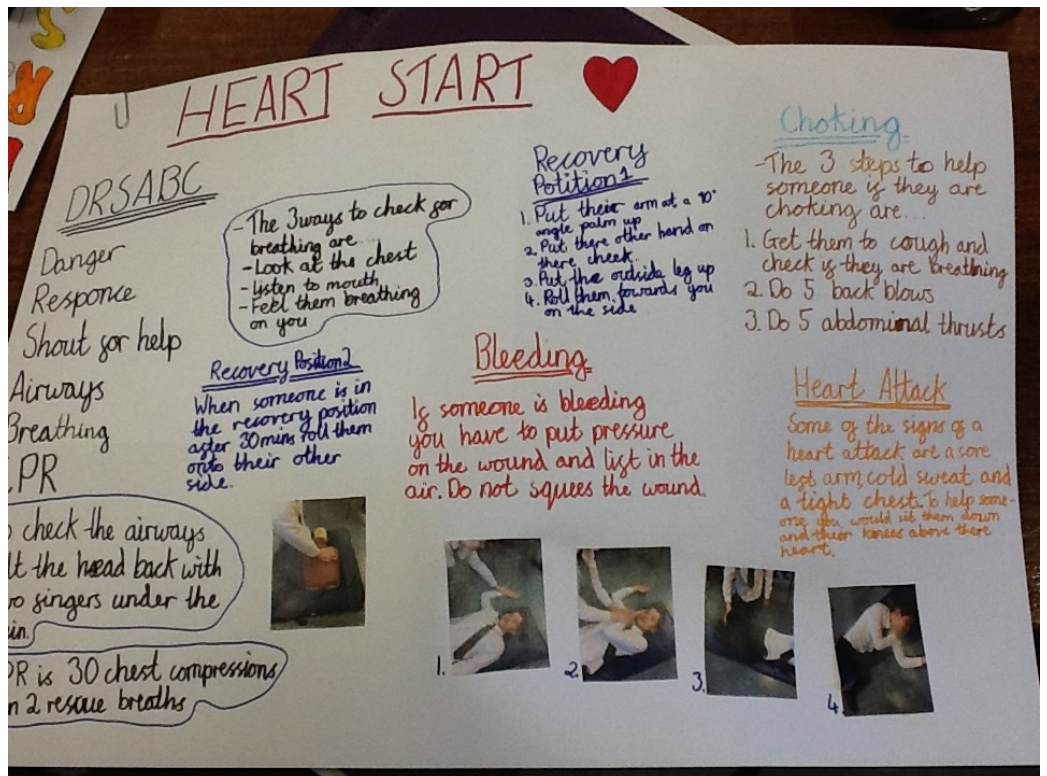 HEART START
DRSABC
Danger
Responce
Shout for help
Airways
Breathing
CPR
check the airways
the head back with
fingers under the
is 30 chest compressions
2 rescue breaths
- The 3 ways to check for
breathing are...
- Look at the chest
- Listen to mouth
- Feel them breathing
on you
Recovery Position 2
When someone is in
the recovery position
after 30 mins roll them
onto their other
side.
Recovery
Potition 1
1. Put their arm at a 90°
angle palm up
2. Put there other hand on
there cheek
3. Put the outside leg up
4. Roll them towards you
on the side
Bleeding
If someone is bleeding
you have to put pressure
on the wound and lift in the
air. Do not squees the wound.
Choking
- The 3 steps to help
someone if they are
choking are...
1. Get them to cough and
check if they are breathing
2. Do 5 back blows
3. Do 5 abdominal thrusts
Heart Attack
Some of the signs of a
heart attack are a sore
left arm, cold sweat and
a tight chest. To help some-
one you would sit them down
and their knees above there
heart.
1.
2.
3.
4.